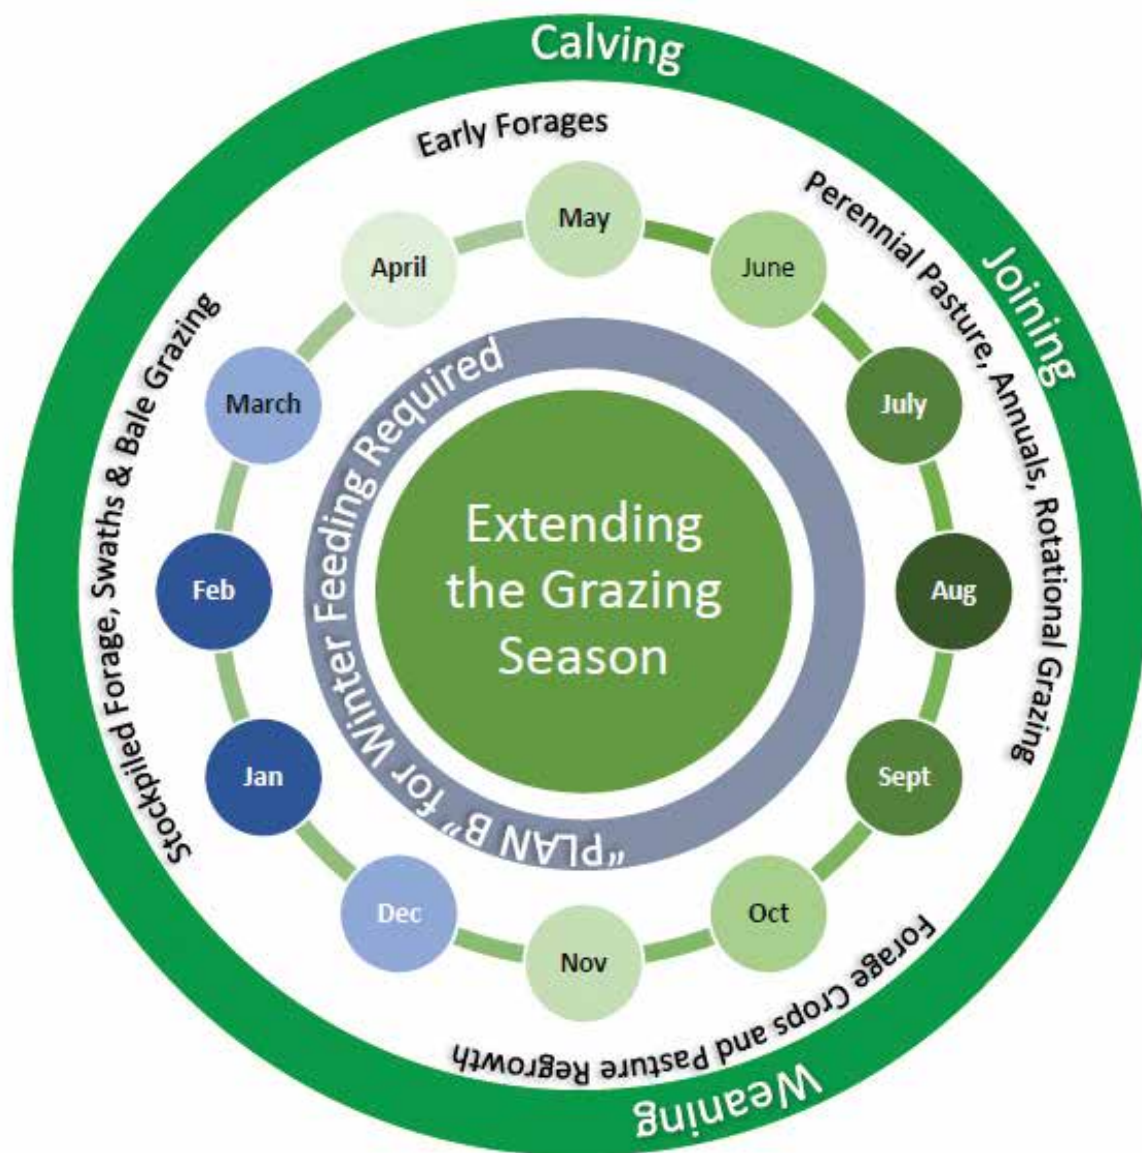 Calving
Early Forages
Perennial Pasture, Annuals, Rotational Grazing
Joining
May
June
July
Aug
Sept
Oct
Nov
Dec
Jan
Feb
March
April
Stockpiled Forage, Swaths & Bale Grazing
"PLAN B" for Winter Feeding Required
Extending
the Grazing
Season
Forage Crops and Pasture Regrowth
Weaning